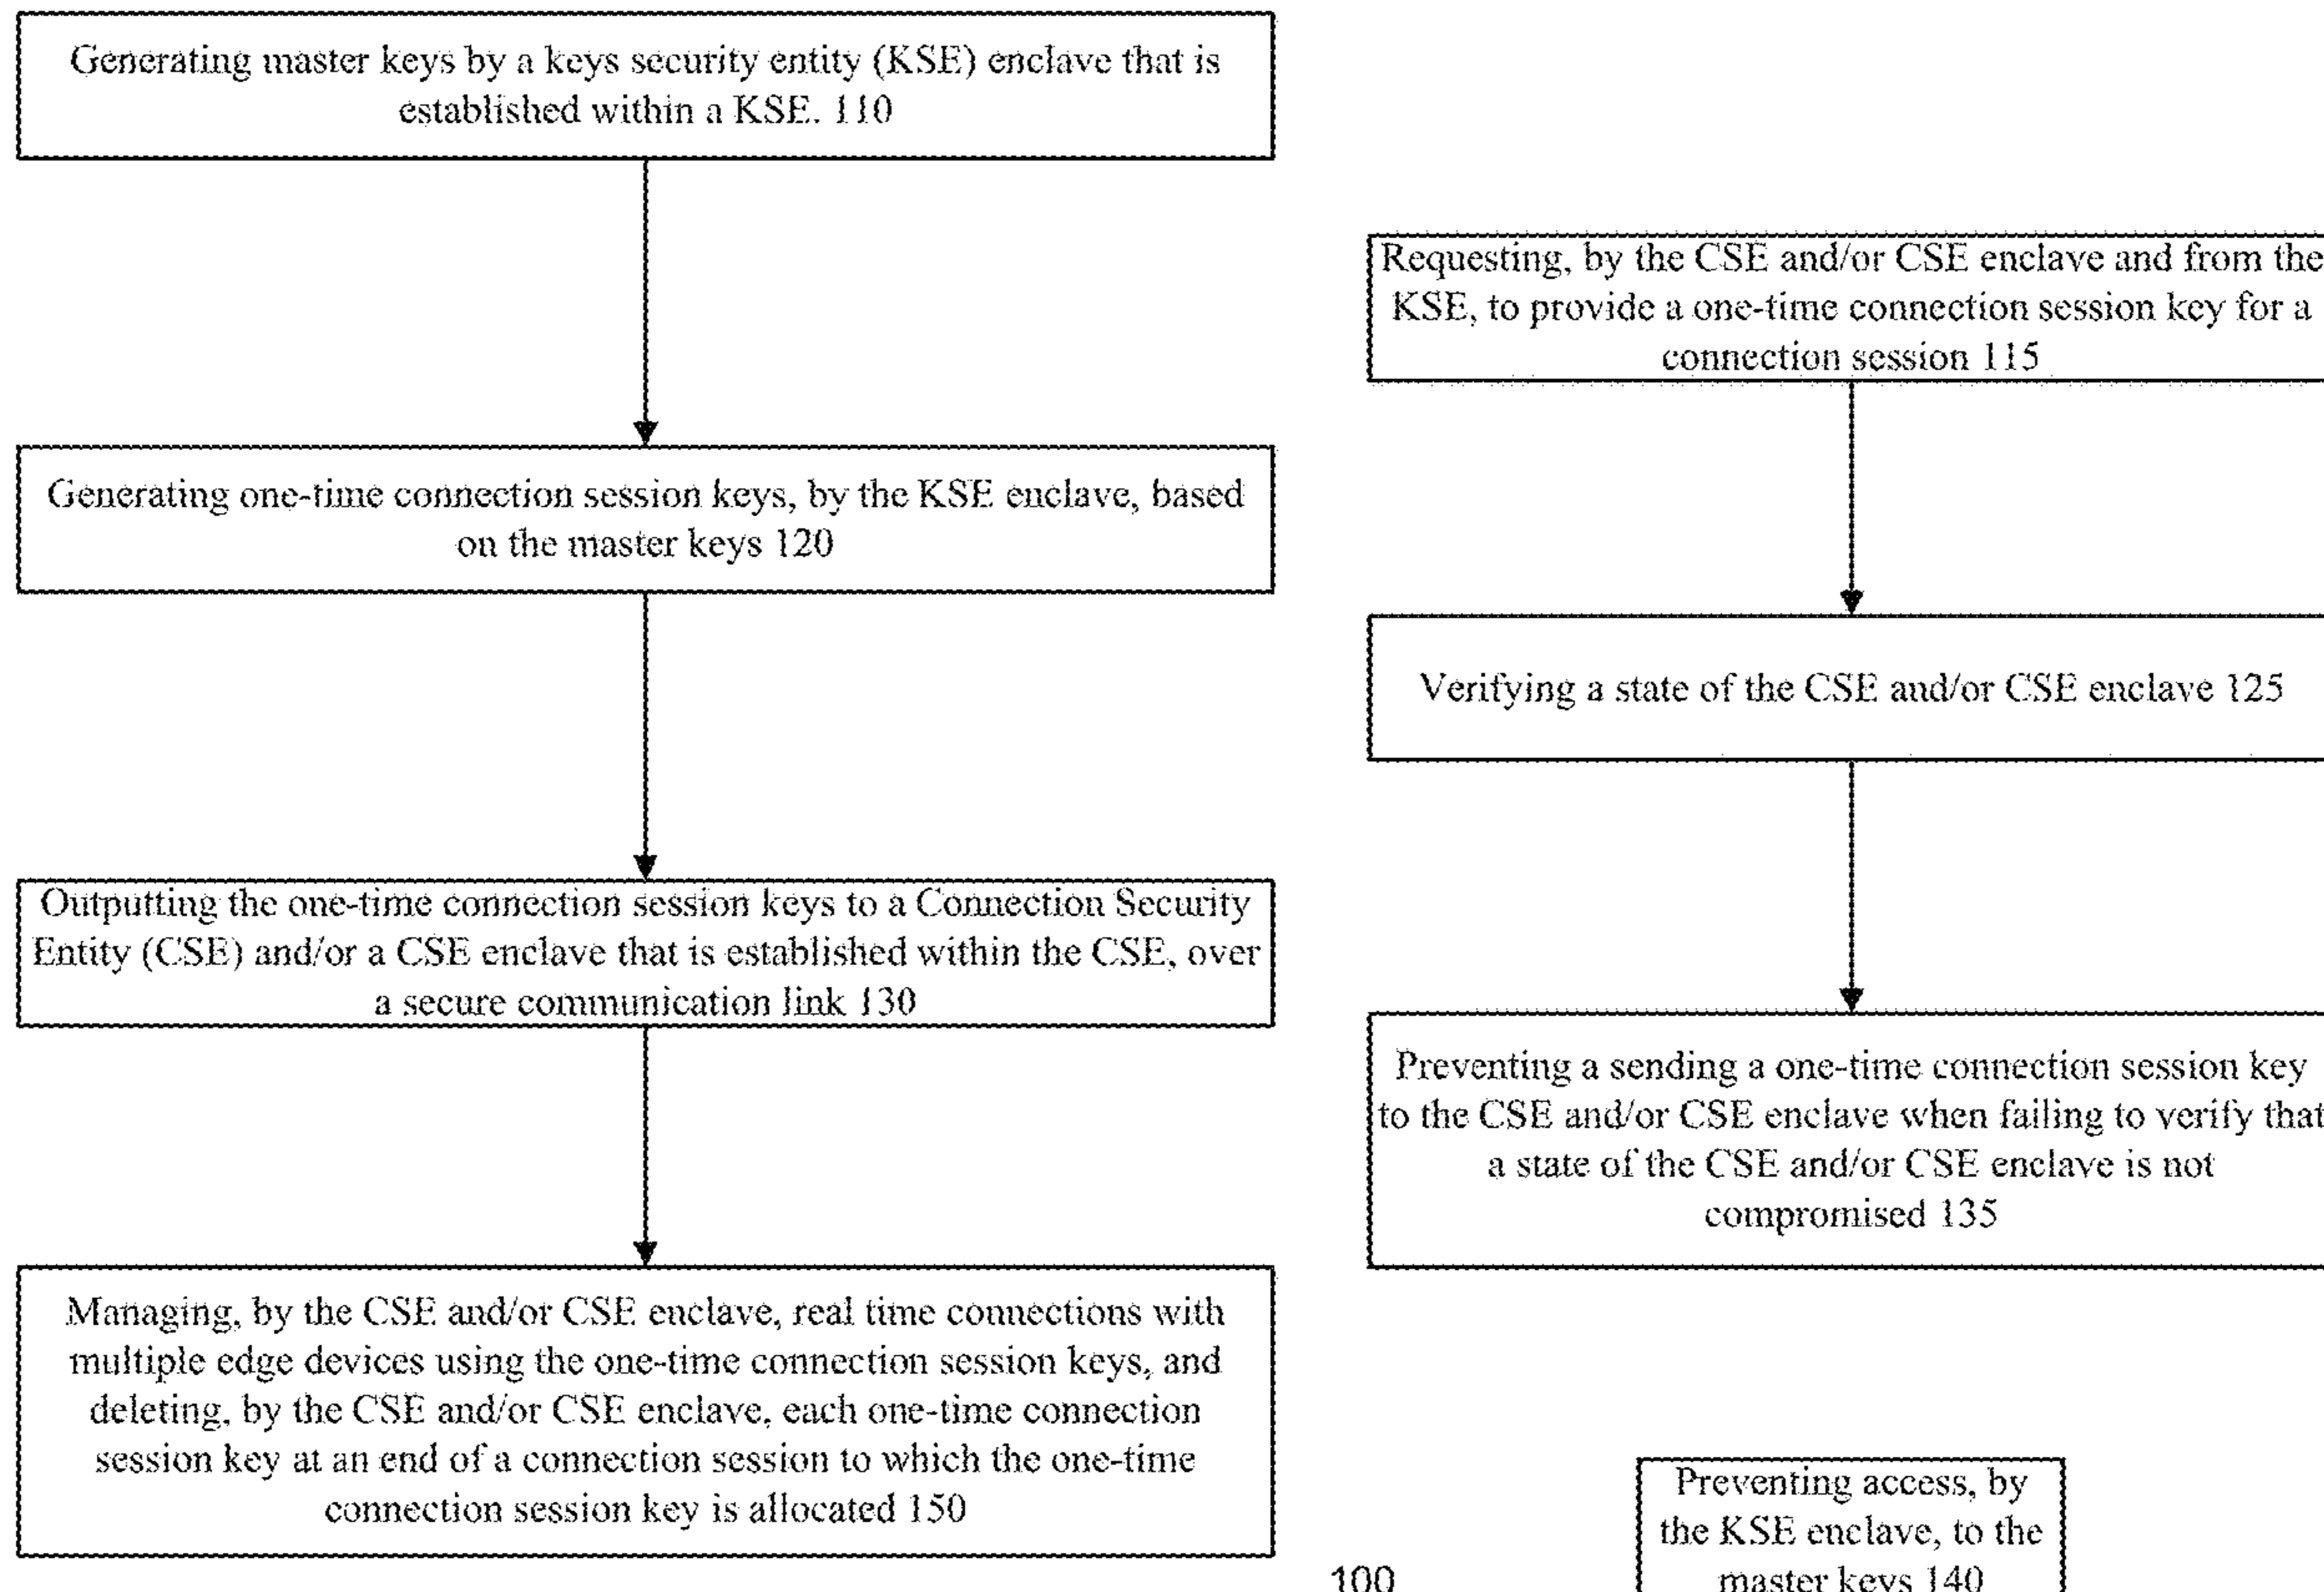 Generating master keys by a keys security entity (KSE) enclave that is
established within a KSE. 110
Generating one-time connection session keys, by the KSE enclave, based
on the master keys 120
Outputting the one-time connection session keys to a Connection Security
Entity (CSE) and/or a CSE enclave that is established within the CSE, over
a secure communication link 130
Managing, by the CSE and/or CSE enclave, real time connections with
multiple edge devices using the one-time connection session keys, and
deleting, by the CSE and/or CSE enclave, each one-time connection
session key at an end of a connection session to which the one-time
connection session key is allocated 150
Requesting, by the CSE and/or CSE enclave and from the
KSE, to provide a one-time connection session key for a
connection session 115
Verifying a state of the CSE and/or CSE enclave 125
Preventing a sending a one-time connection session key
to the CSE and/or CSE enclave when failing to verify that
a state of the CSE and/or CSE enclave is not
compromised 135
Preventing access, by
the KSE enclave, to the
master keys 140
100